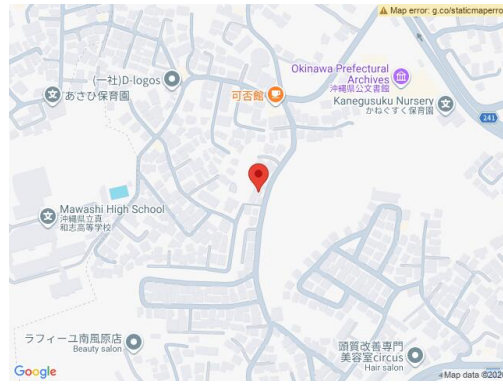 Map error: g.co/staticmaperro
(一社)D-logos
あさひ保育園
可否館
Okinawa Prefectural
Archives
沖縄県公文書館
Kanegusuku Nursery
かねぐすく保育園
241
Mawashi High School
沖縄県立真
和志高等学校
ラフィーユ南風原店
Beauty salon
頭質改善専門
美容室circus
Hair salon
Google
Map data ©202